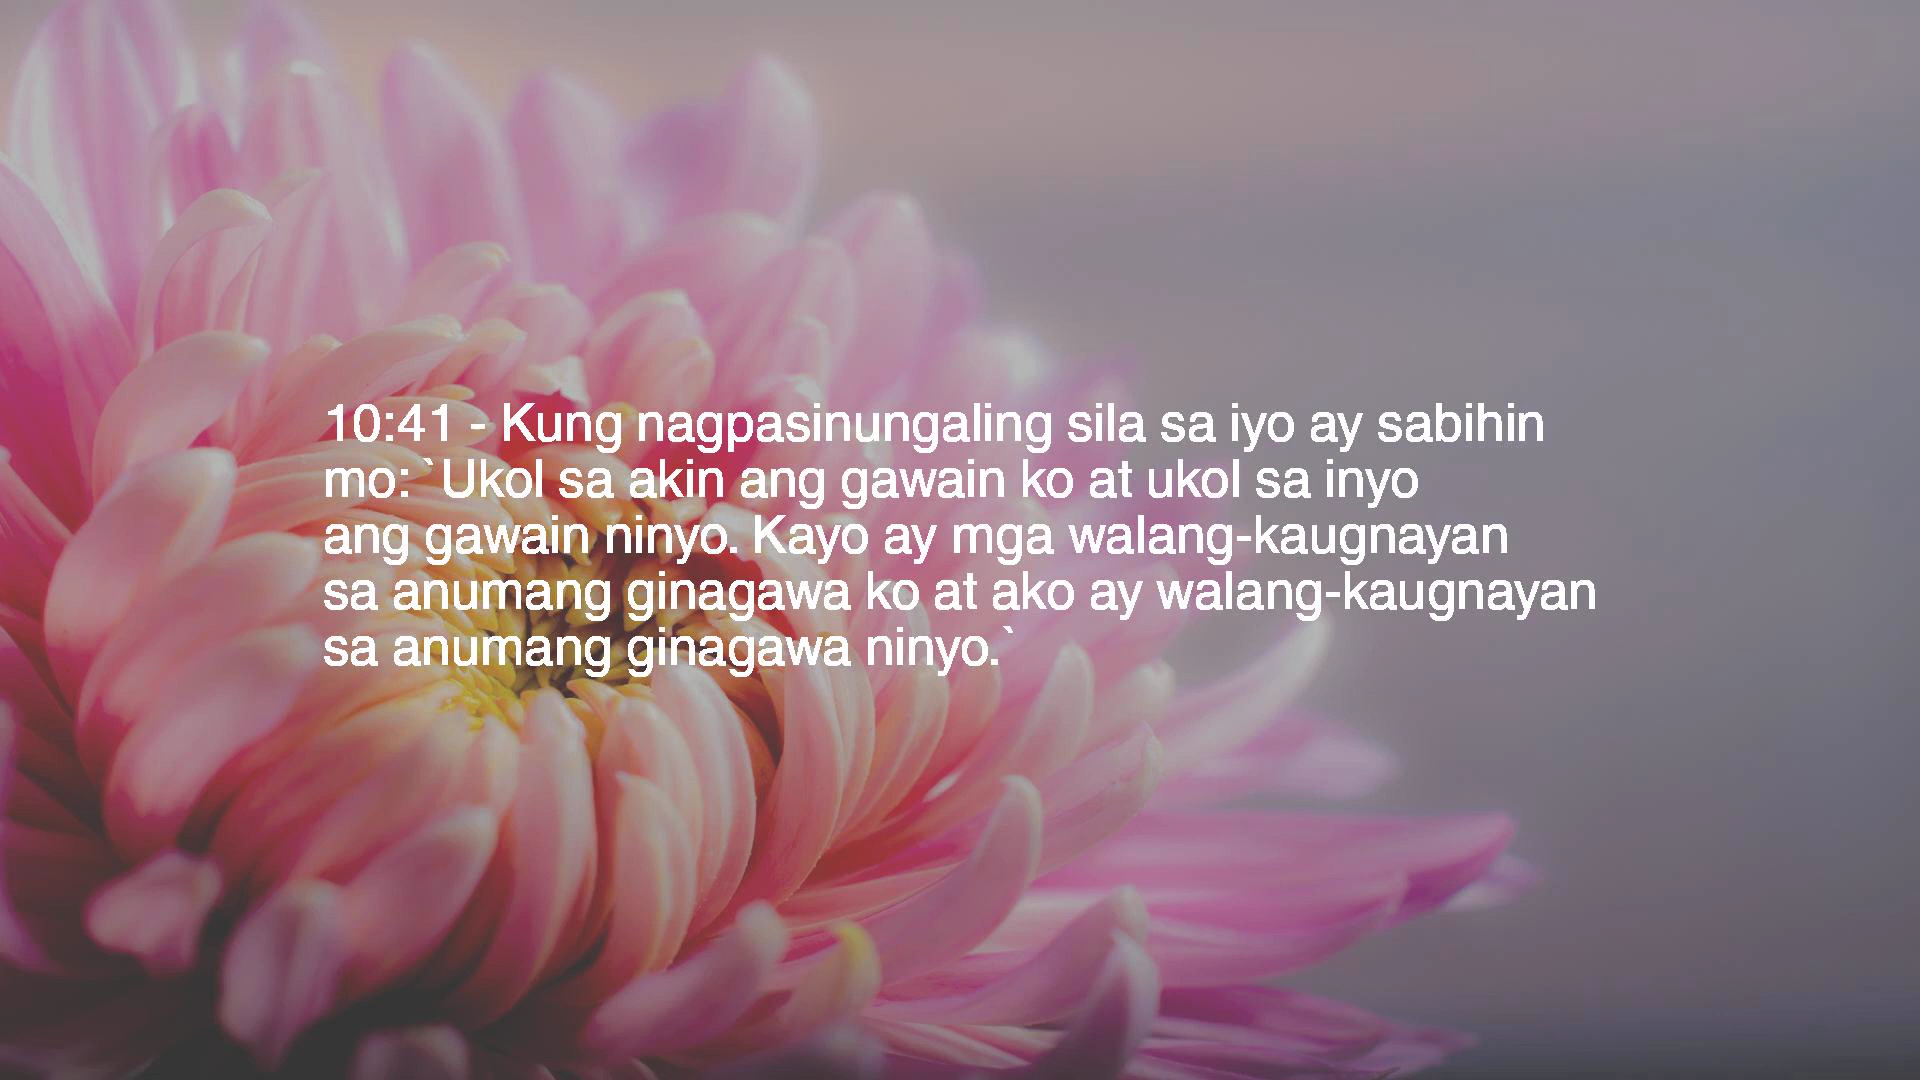 10:41 - Kung nagpasinungaling sila sa iyo ay sabihin
mo: `Ukol sa akin ang gawain ko at ukol sa inyo
ang gawain ninyo. Kayo ay mga walang-kaugnayan
sa anumang ginagawa ko at ako ay walang-kaugnayan
sa anumang ginagawa ninyo.`